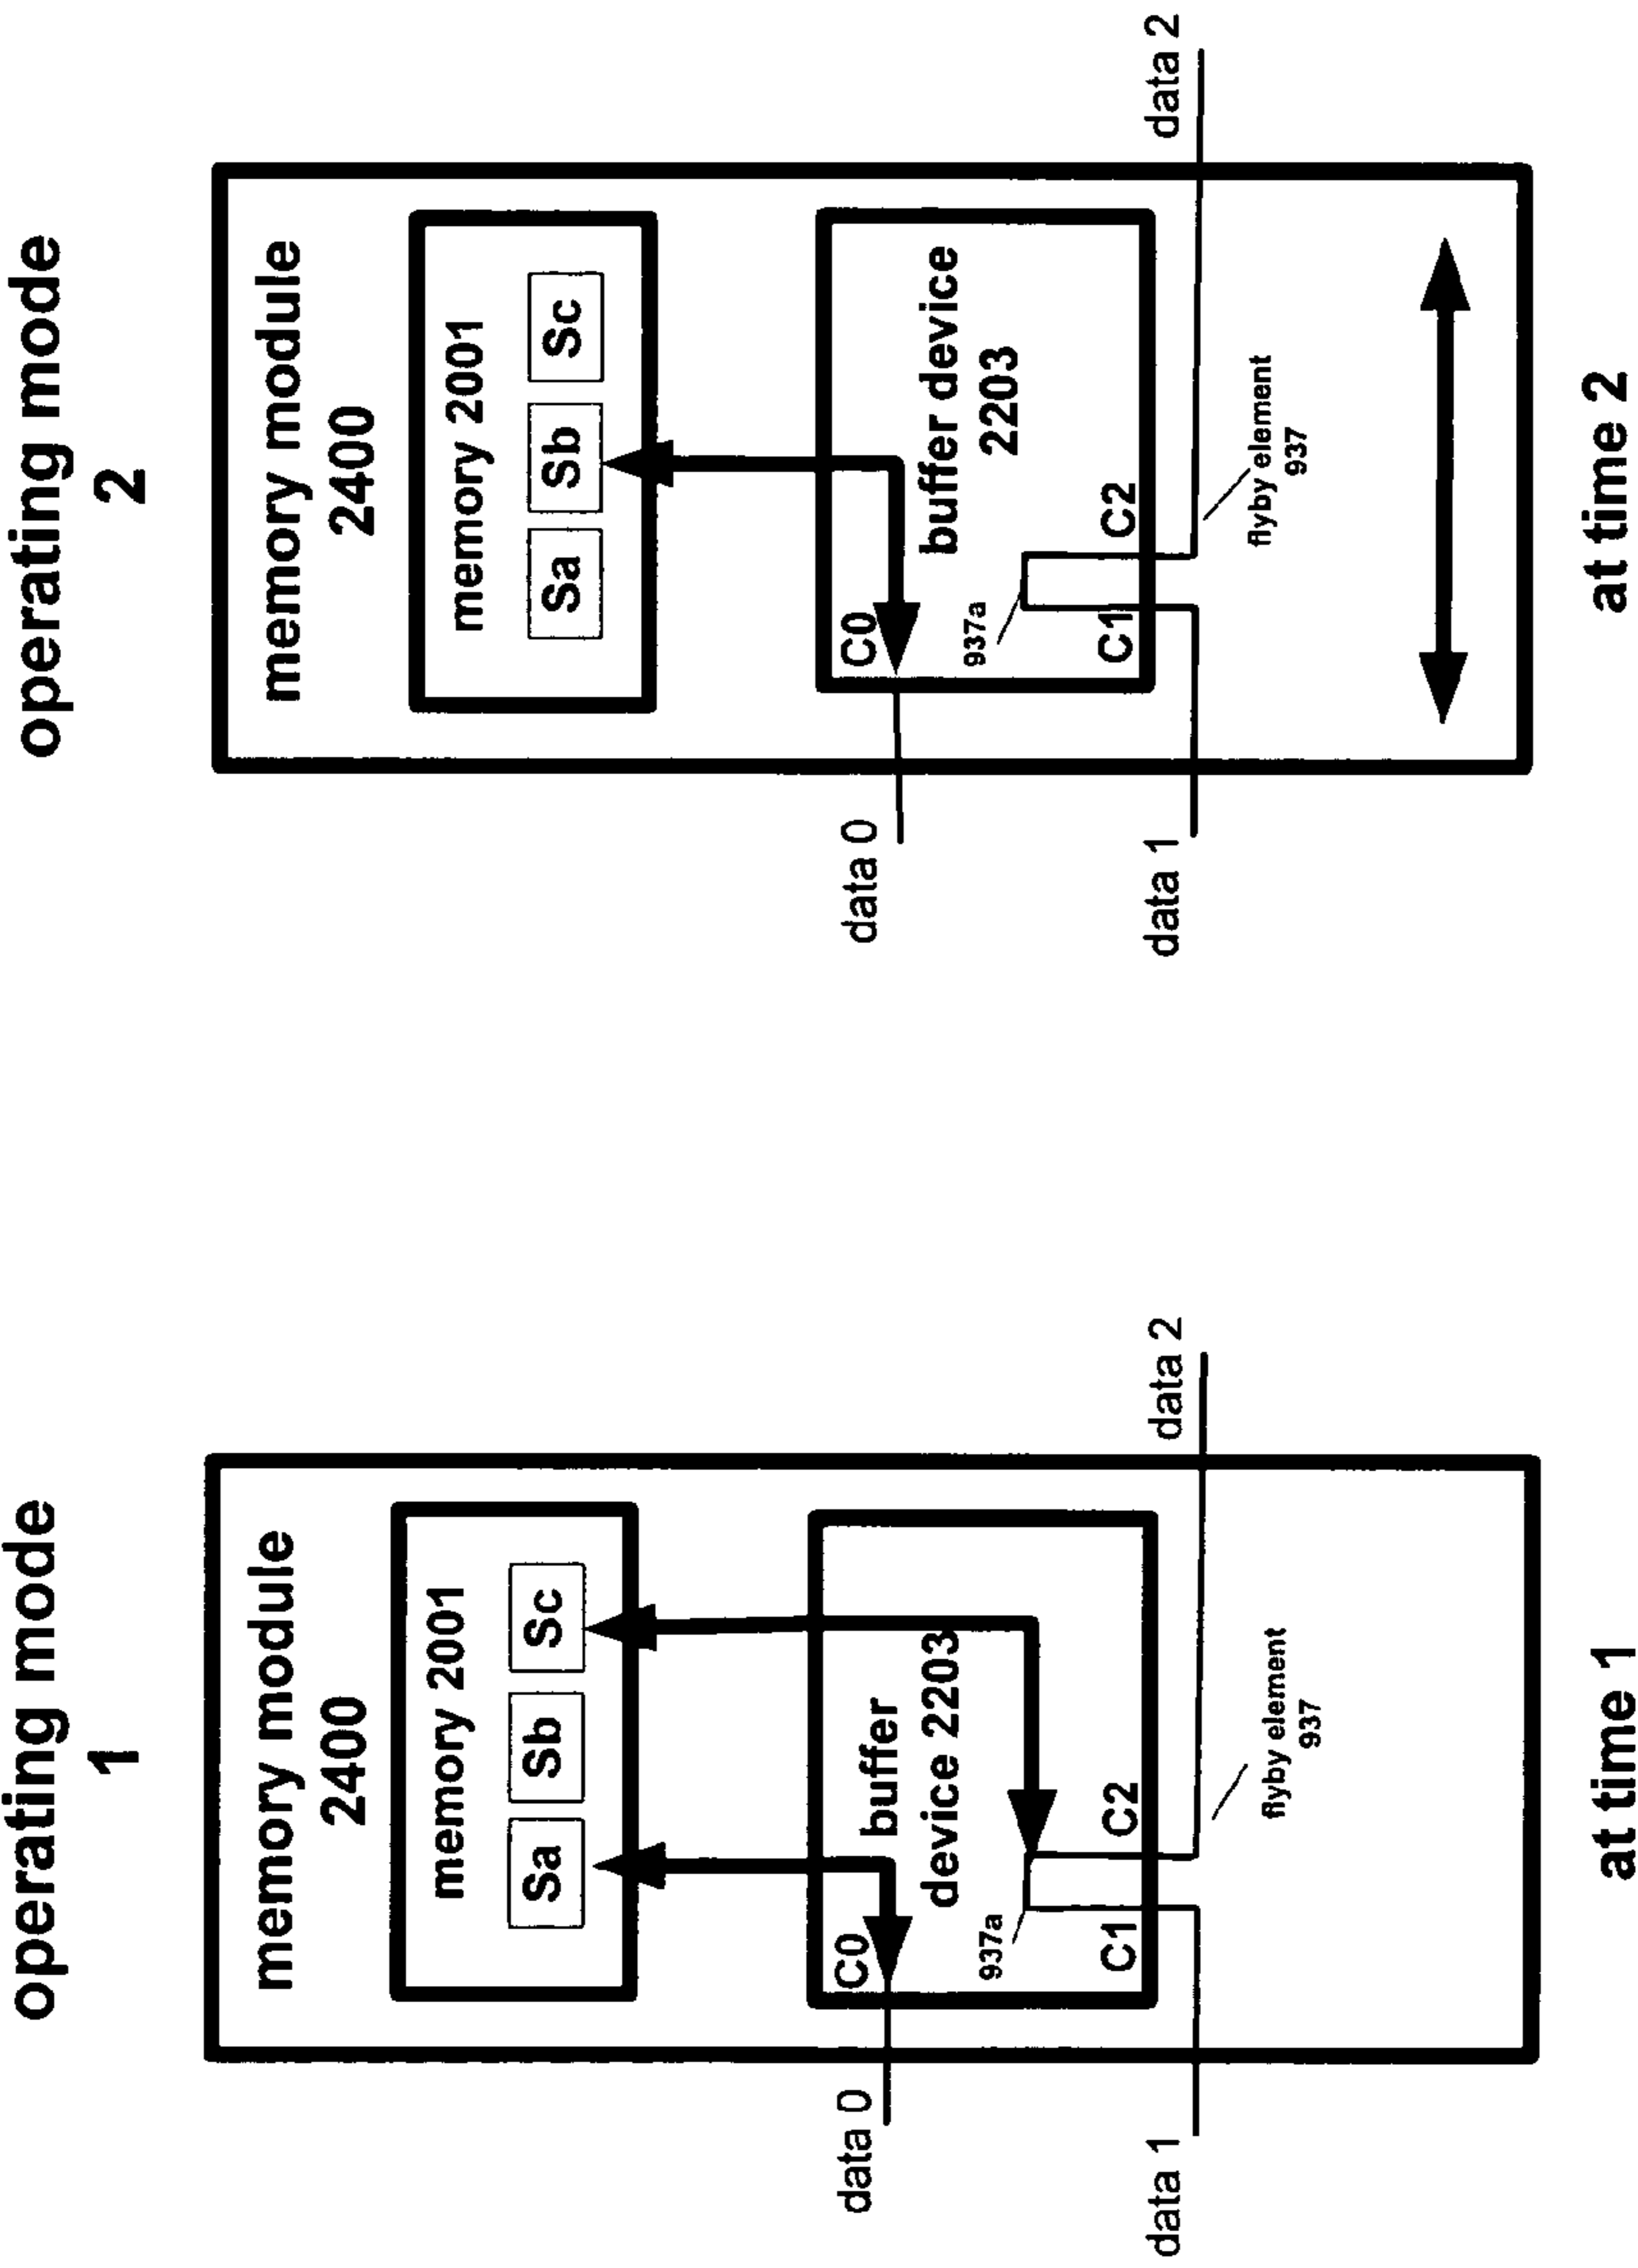 operating mode
1
memory module
2400
memory 2001
Sa Sb Sc
data 0
C0
buffer
device 2203
937a
C1 C2
data 1
data 2
flyby element
937
at time 1
operating mode
2
memory module
2400
memory 2001
Sa Sb Sc
data 0
C0
buffer device
2203
937a
C1 C2
data 1
data 2
flyby element
937
at time 2